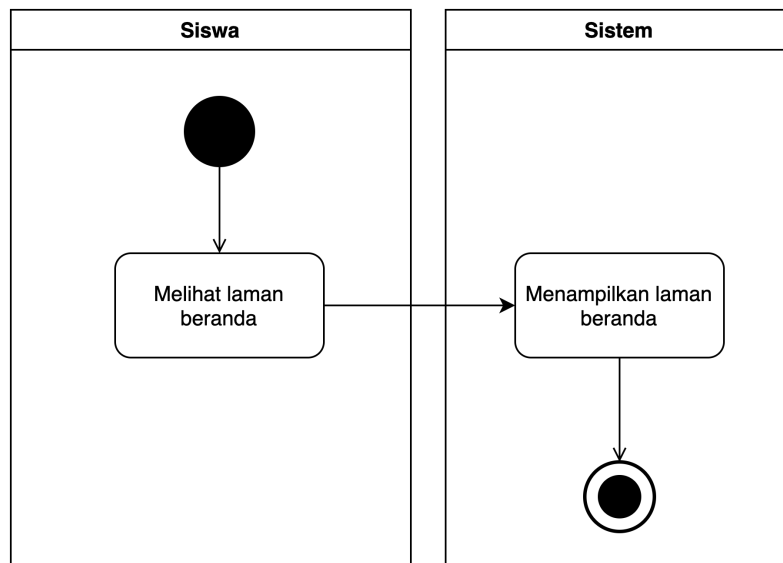 Siswa
Sistem
Melihat laman
beranda
Menampilkan laman
beranda